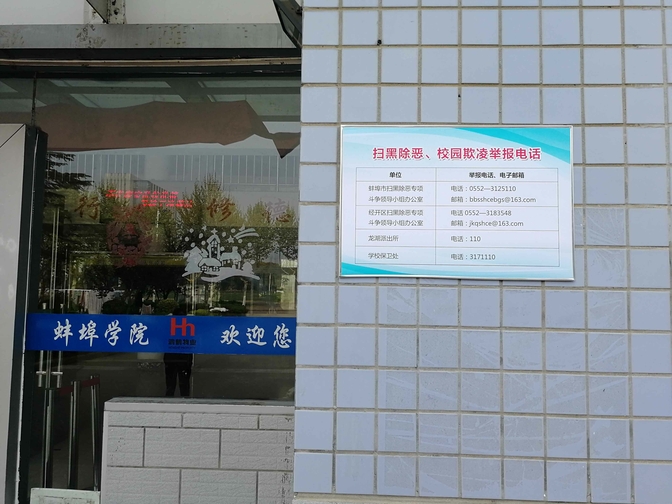 扫黑除恶、校园欺凌举报电话
单位 举报电话、电子邮箱
蚌埠市扫黑除恶专项 电话:0552—3125110
斗争领导小组办公室 邮箱:bbsshcebgs@163.com
经开区扫黑除恶专项 电话 0552—3183548
斗争领导小组办公室 邮箱:jkqshce@163.com
龙湖派出所 电话:110
学校保卫处 电话:3171110
修
蚌埠学院 Hh 欢迎您